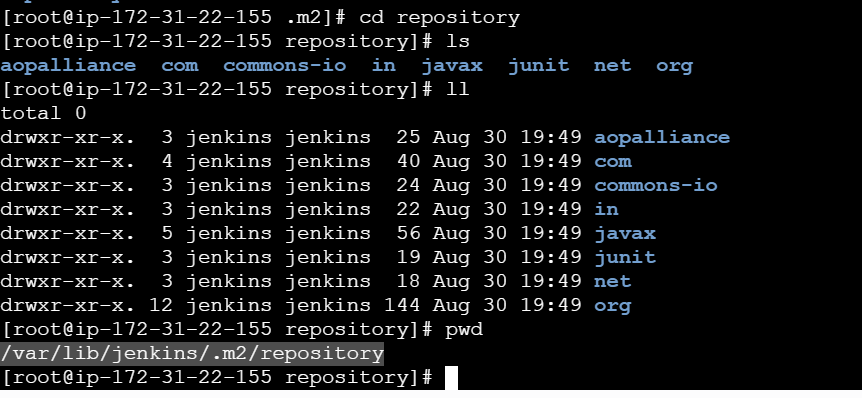 [root@ip-172-31-22-155 .m2]# cd repository
[root@ip-172-31-22-155 repository]# ls
aopalliance  com  commons-io  in  javax  junit  net  org
[root@ip-172-31-22-155 repository]# ll
total 0
drwxr-xr-x.  3 jenkins jenkins  25 Aug 30 19:49 aopalliance
drwxr-xr-x.  4 jenkins jenkins  40 Aug 30 19:49 com
drwxr-xr-x.  3 jenkins jenkins  24 Aug 30 19:49 commons-io
drwxr-xr-x.  3 jenkins jenkins  22 Aug 30 19:49 in
drwxr-xr-x.  5 jenkins jenkins  56 Aug 30 19:49 javax
drwxr-xr-x.  3 jenkins jenkins  19 Aug 30 19:49 junit
drwxr-xr-x.  3 jenkins jenkins  18 Aug 30 19:49 net
drwxr-xr-x. 12 jenkins jenkins 144 Aug 30 19:49 org
[root@ip-172-31-22-155 repository]# pwd
/var/lib/jenkins/.m2/repository
[root@ip-172-31-22-155 repository]#